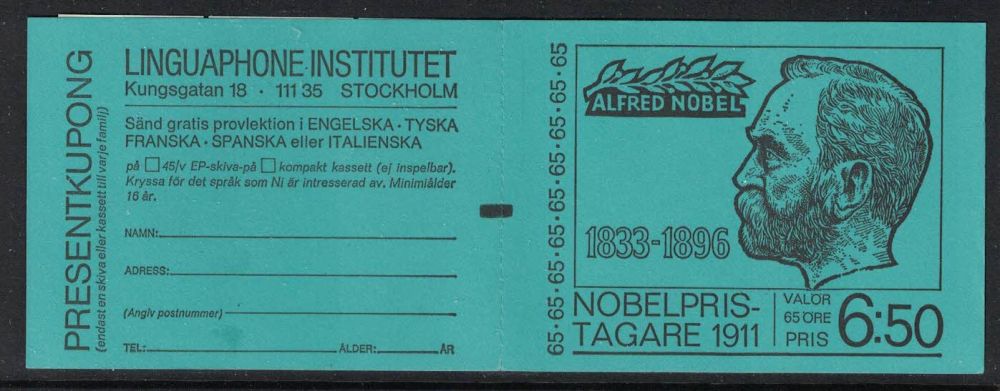 PRESENTKUPONG
(endast en skiva eller kassett till varje familj)
LINGUAPHONE·INSTITUTET
Kungsgatan 18 · 111 35 STOCKHOLM
Sänd gratis provlektion i ENGELSKA · TYSKA
FRANSKA · SPANSKA eller ITALIENSKA
på 45/v EP-skiva-på kompakt kassett (ej inspelbar).
Kryssa för det språk som Ni är intresserad av. Minimiålder
16 år.
NAMN:
ADRESS:
(Angiv postnummer)
TEL: ÅLDER: ÅR
65·65·65·65·65·65·65·65·65
ALFRED NOBEL
1833-1896
NOBELPRIS-
TAGARE 1911
VALÖR
65 ÖRE
PRIS
6:50